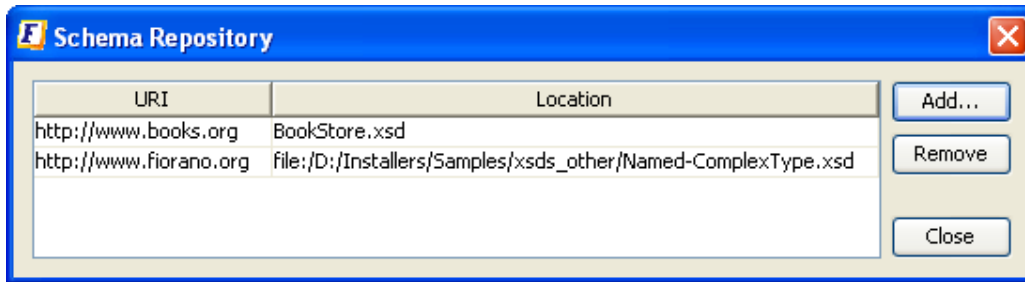 Schema Repository
URI Location Add...
http://www.books.org BookStore.xsd
http://www.fiorano.org file:/D:/Installers/Samples/xsds_other/Named-ComplexType.xsd Remove
Close